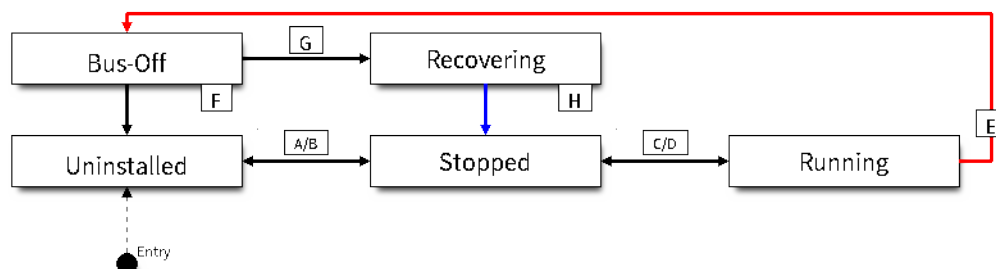 G
Bus-Off
Recovering
F
H
E
A/B
C/D
Uninstalled
Stopped
Running
Entry